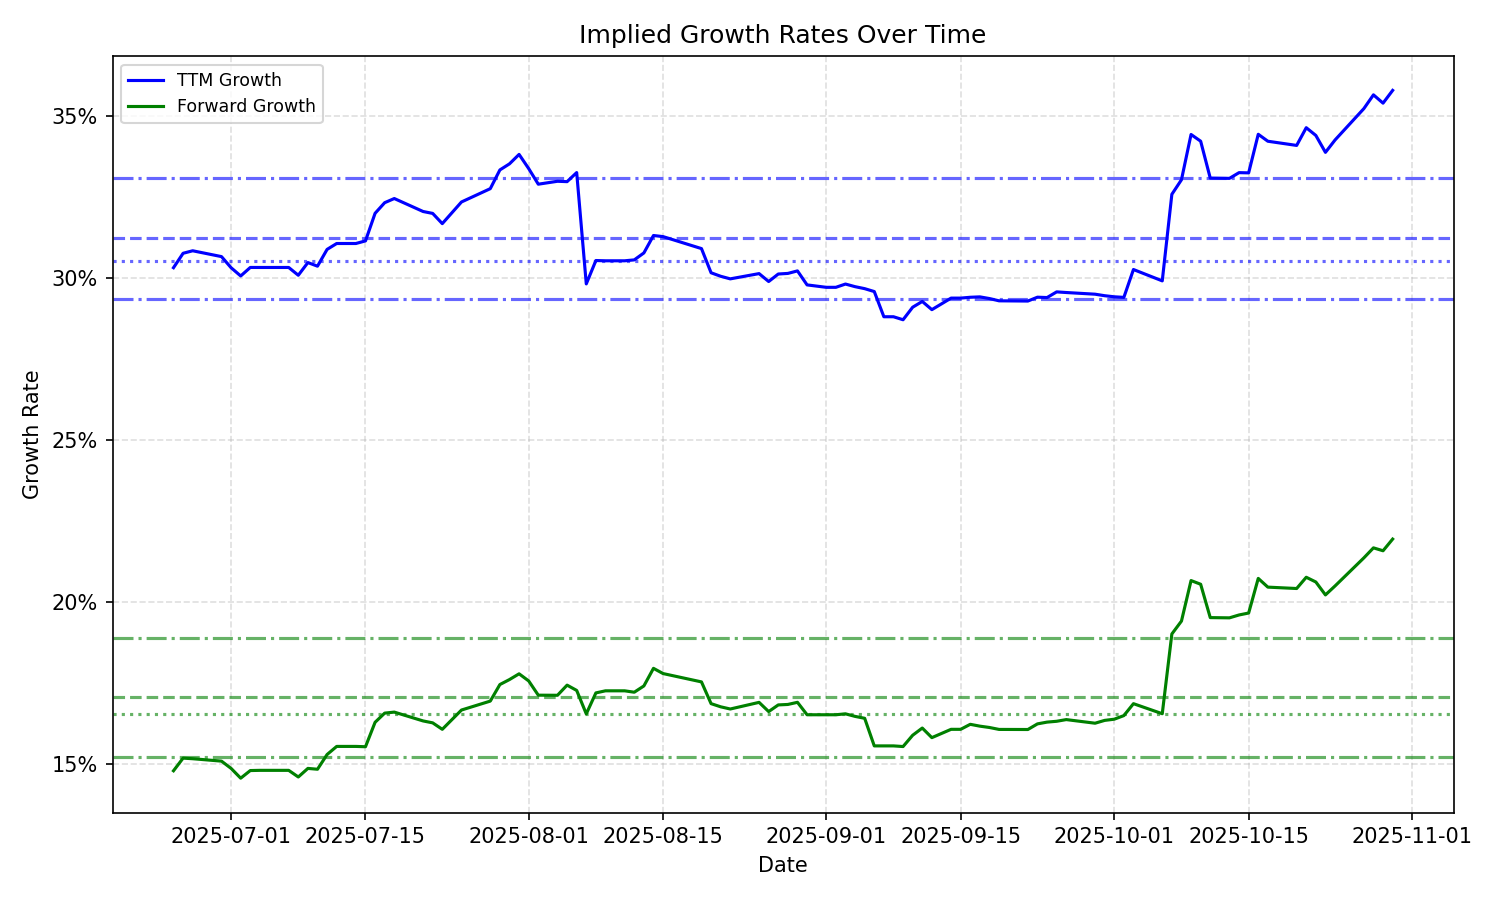 Implied Growth Rates Over Time
TTM Growth
Forward Growth
35%
30%
25%
20%
15%
Growth Rate
2025-07-01 2025-07-15 2025-08-01 2025-08-15 2025-09-01 2025-09-15 2025-10-01 2025-10-15 2025-11-01
Date